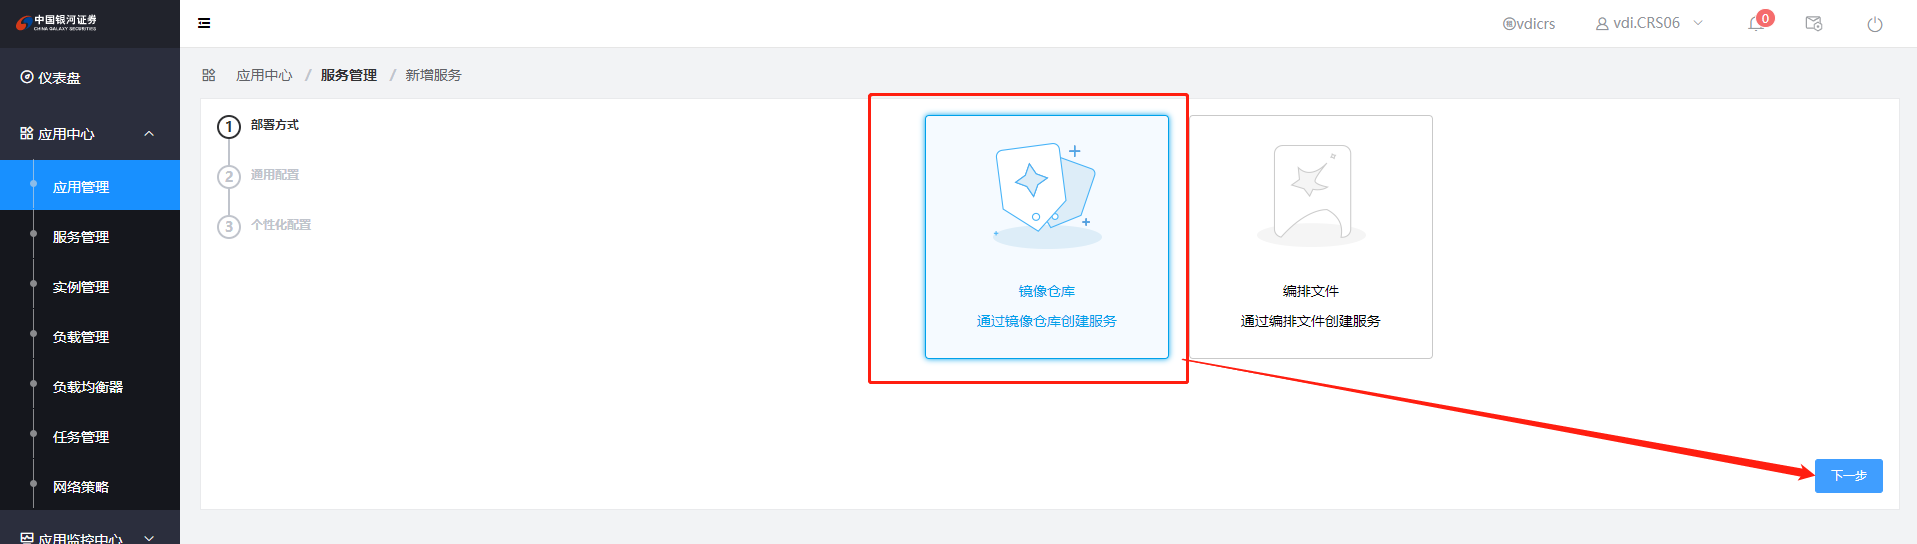 中国银河证券
CHINA GALAXY SECURITIES
vdicrs
vdi.CRS06
0
仪表盘
应用中心
应用管理
服务管理
实例管理
负载管理
负载均衡器
任务管理
网络策略
应用监控中心
应用中心 / 服务管理 / 新增服务
1 部署方式
2 通用配置
3 个性化配置
镜像仓库
通过镜像仓库创建服务
编排文件
通过编排文件创建服务
下一步